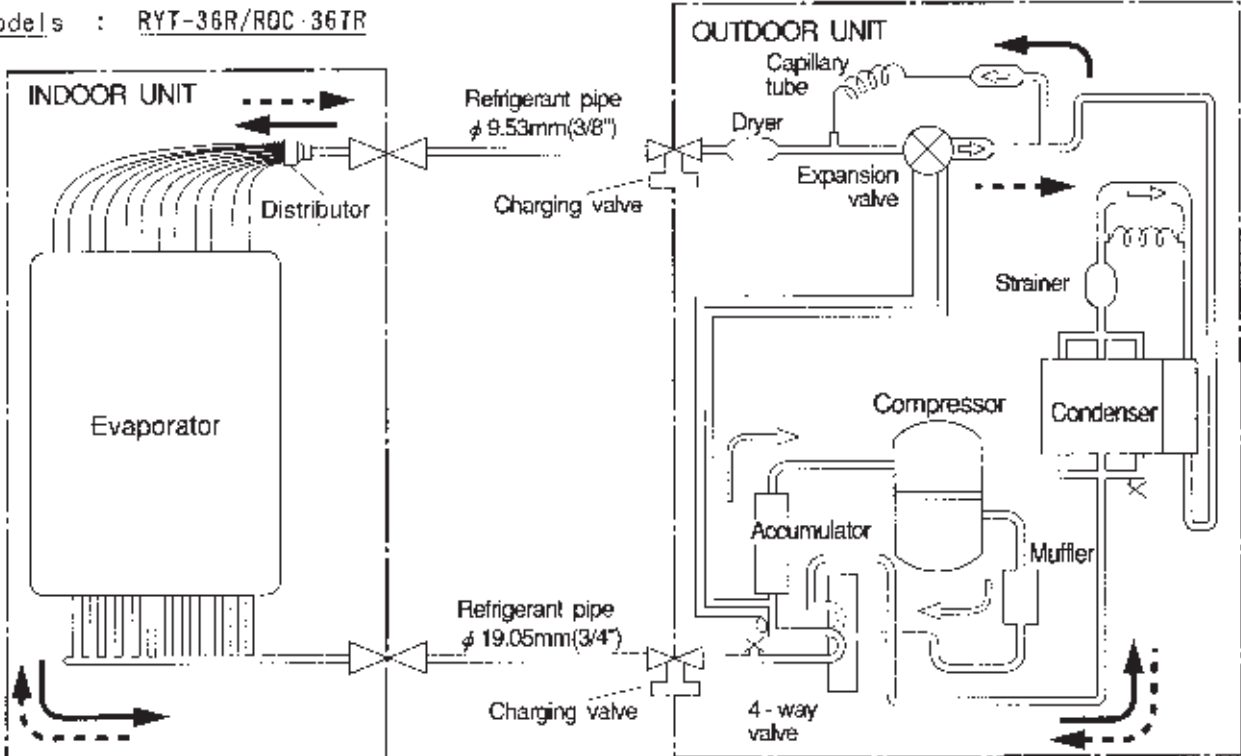 odels : RYT-36R/ROC-36TR
INDOOR UNIT
OUTDOOR UNIT
Capillary
tube
Refrigerant pipe
ϕ 9.53mm(3/8")
Dryer
Distributor
Charging valve
Expansion
valve
Strainer
Evaporator
Compressor
Condenser
Accumulator
Muffler
Refrigerant pipe
ϕ 19.05mm(3/4")
Charging valve
4-way
valve